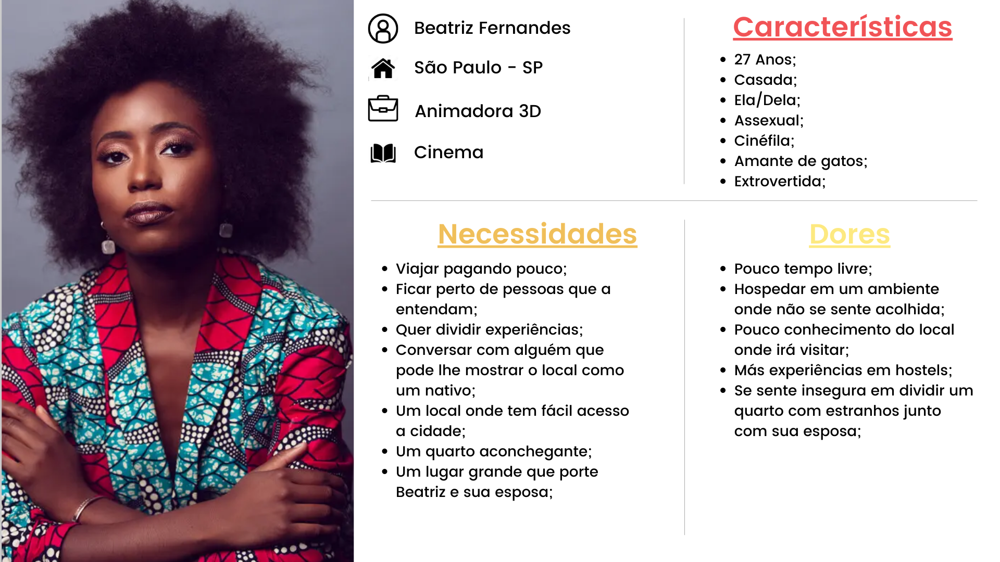 Beatriz Fernandes
São Paulo - SP
Animadora 3D
Cinema
Características
27 Anos;
Casada;
Ela/Dela;
Assexual;
Cinéfila;
Amante de gatos;
Extrovertida;
Necessidades
Viajar pagando pouco;
Ficar perto de pessoas que a
entendam;
Quer dividir experiências;
Conversar com alguém que
pode lhe mostrar o local como
um nativo;
Um local onde tem fácil acesso
a cidade;
Um quarto aconchegante;
Um lugar grande que porte
Beatriz e sua esposa;
Dores
Pouco tempo livre;
Hospedar em um ambiente
onde não se sente acolhida;
Pouco conhecimento do local
onde irá visitar;
Más experiências em hostels;
Se sente insegura em dividir um
quarto com estranhos junto
com sua esposa;